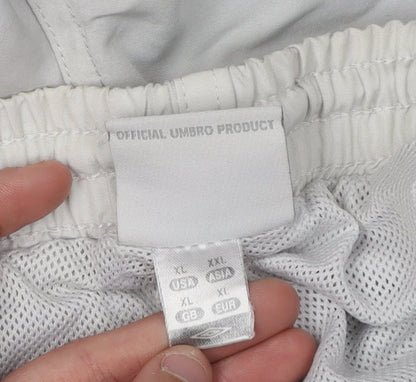 OFFICIAL UMBRO PRODUCT
XL XXL
USA ASIA
XL XL
GB EUR